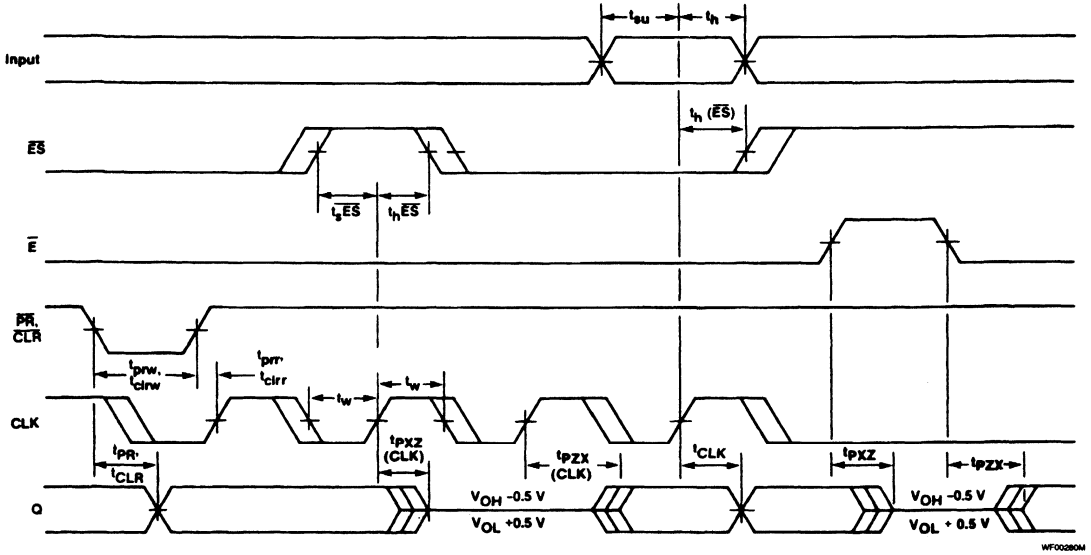 tsu
th
Input
th (ES)
ES
tsES
thES
E
PR,
CLR
tprw,
tclrw
tprr,
tclrr
tw
tw
CLK
tPR,
tCLR
tPXZ
(CLK)
tPZX
(CLK)
tCLK
tPXZ
tPZX
Q
VOH –0.5 V
VOL +0.5 V
VOH –0.5 V
VOL + 0.5 V
WF00280M